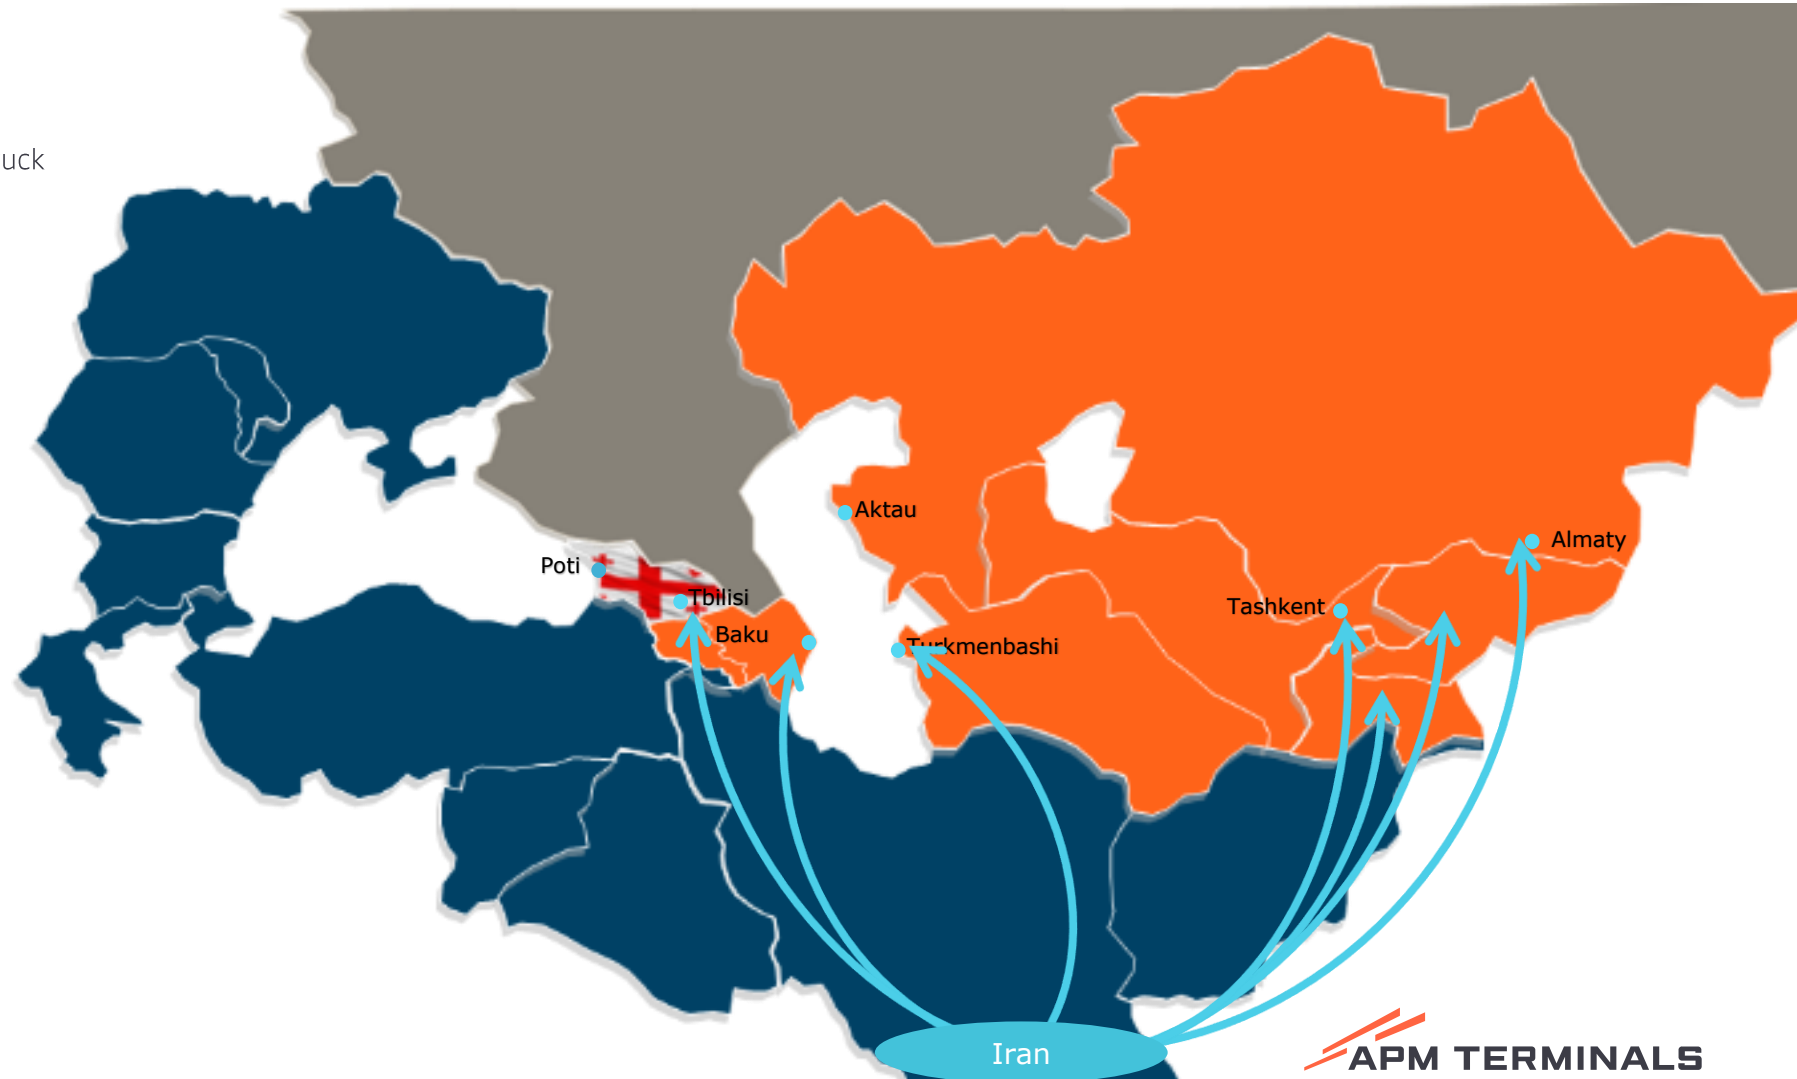 uck
Aktau
Almaty
Poti
Tbilisi
Tashkent
Baku
Turkmenbashi
Iran
APM TERMINALS